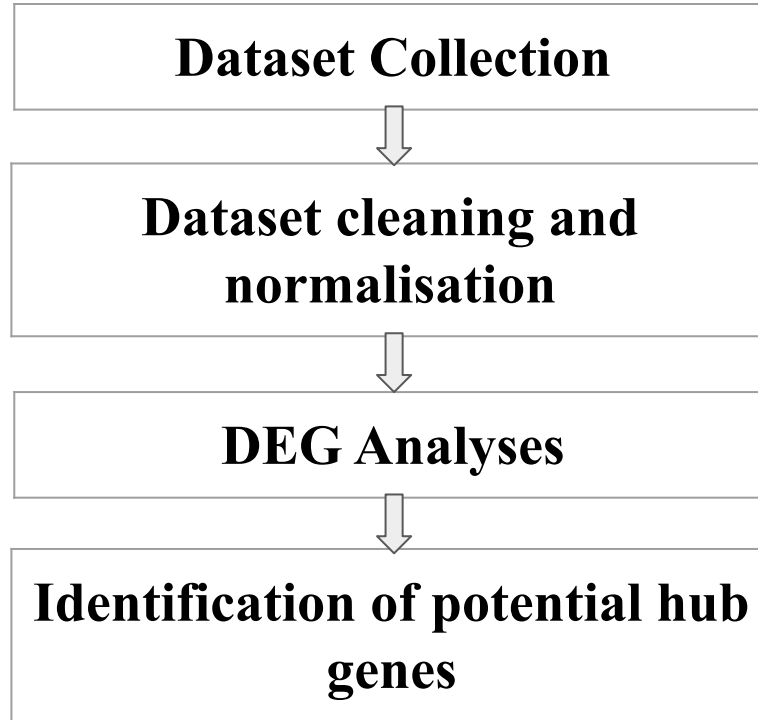 Dataset Collection
Dataset cleaning and
normalisation
DEG Analyses
Identification of potential hub
genes